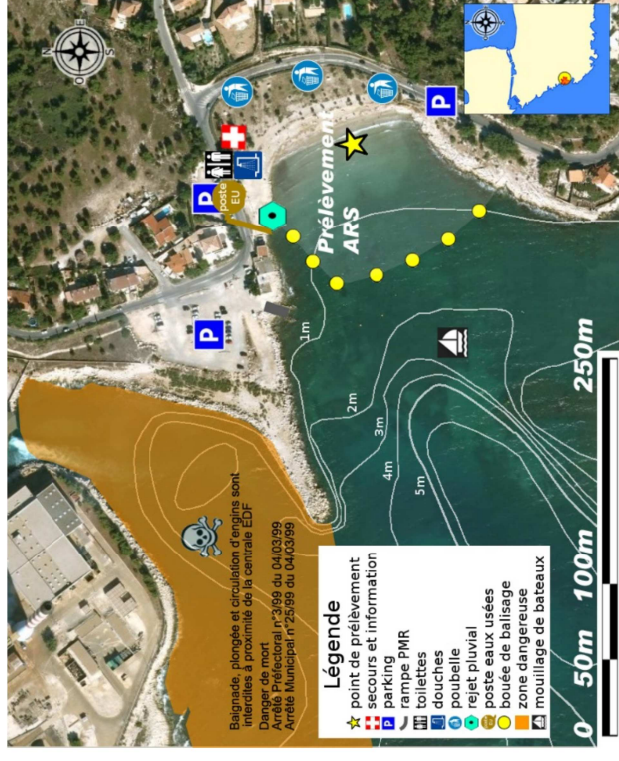 N
E
S
O
P
poste
EU
P
P
Prélèvement
ARS
1m
2m
3m
4m
5m
Baignade, plongée et circulation d'engins sont
interdites à proximité de la centrale EDF
Danger de mort
Arrêté Préfectoral n°3/99 du 04/03/99
Arrêté Municipal n°25/99 du 04/03/99
Légende
point de prélèvement
secours et information
P parking
rampe PMR
toilettes
douches
poubelle
rejet pluvial
EU poste eaux usées
bouée de balisage
zone dangereuse
mouillage de bateaux
0 50m 100m 250m